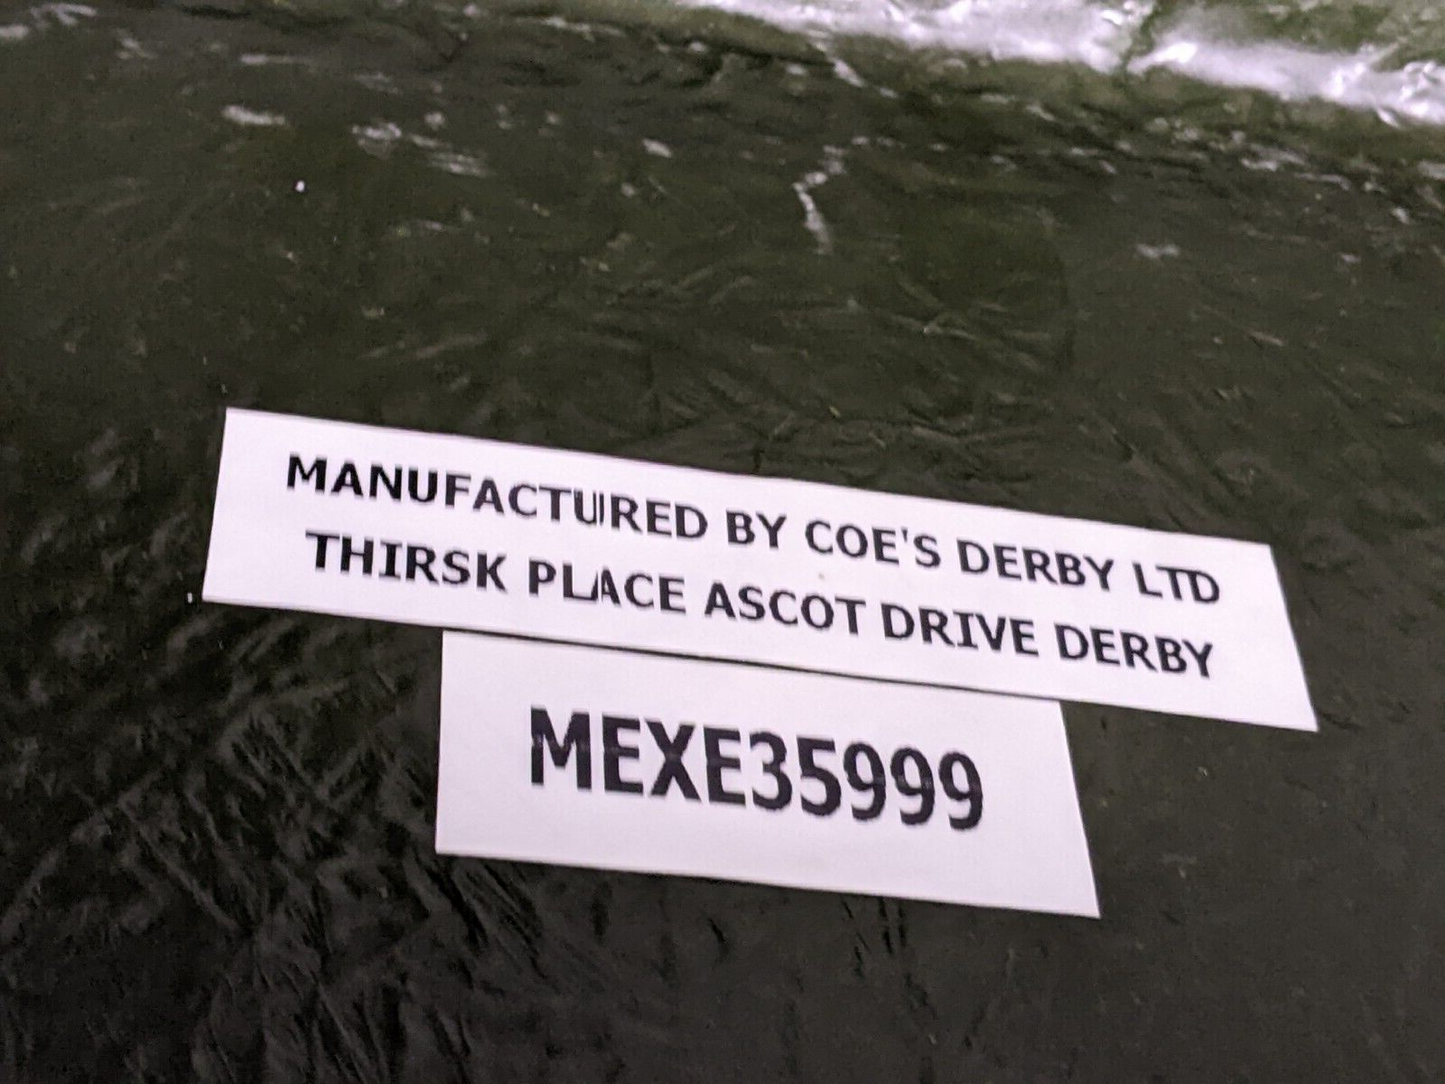 MANUFACTURED BY COE'S DERBY LTD
THIRSK PLACE ASCOT DRIVE DERBY
MEXE35999